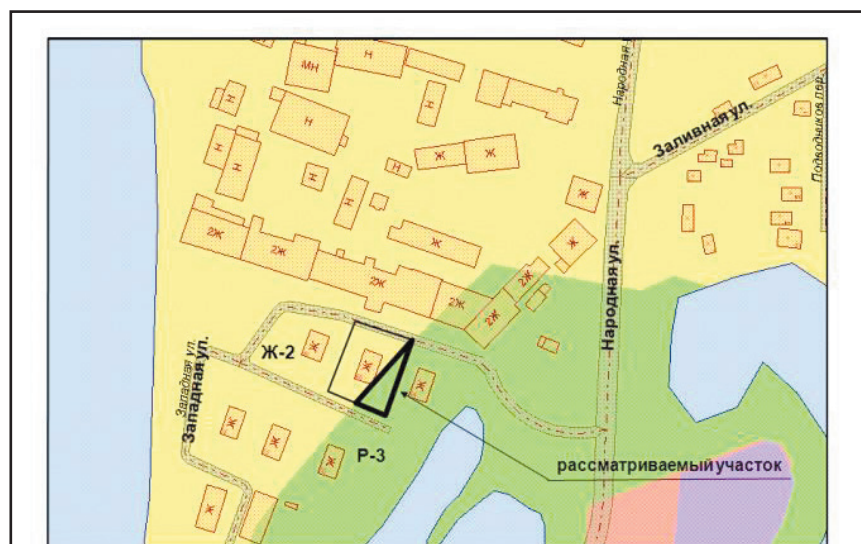 МН
Н
Н
Н
Н
Н
Н
Н
Н
Н
Ж
Ж
Ж
Ж
Ж
2Ж
2Ж
2Ж
2Ж
2Ж
2Ж
Народная ул.
Заливная ул.
Подводников пер.
Западная ул.
Западная ул.
Ж-2
Ж
Ж
Ж
Ж
Ж
Ж
Ж
Р-3
рассматриваемый участок